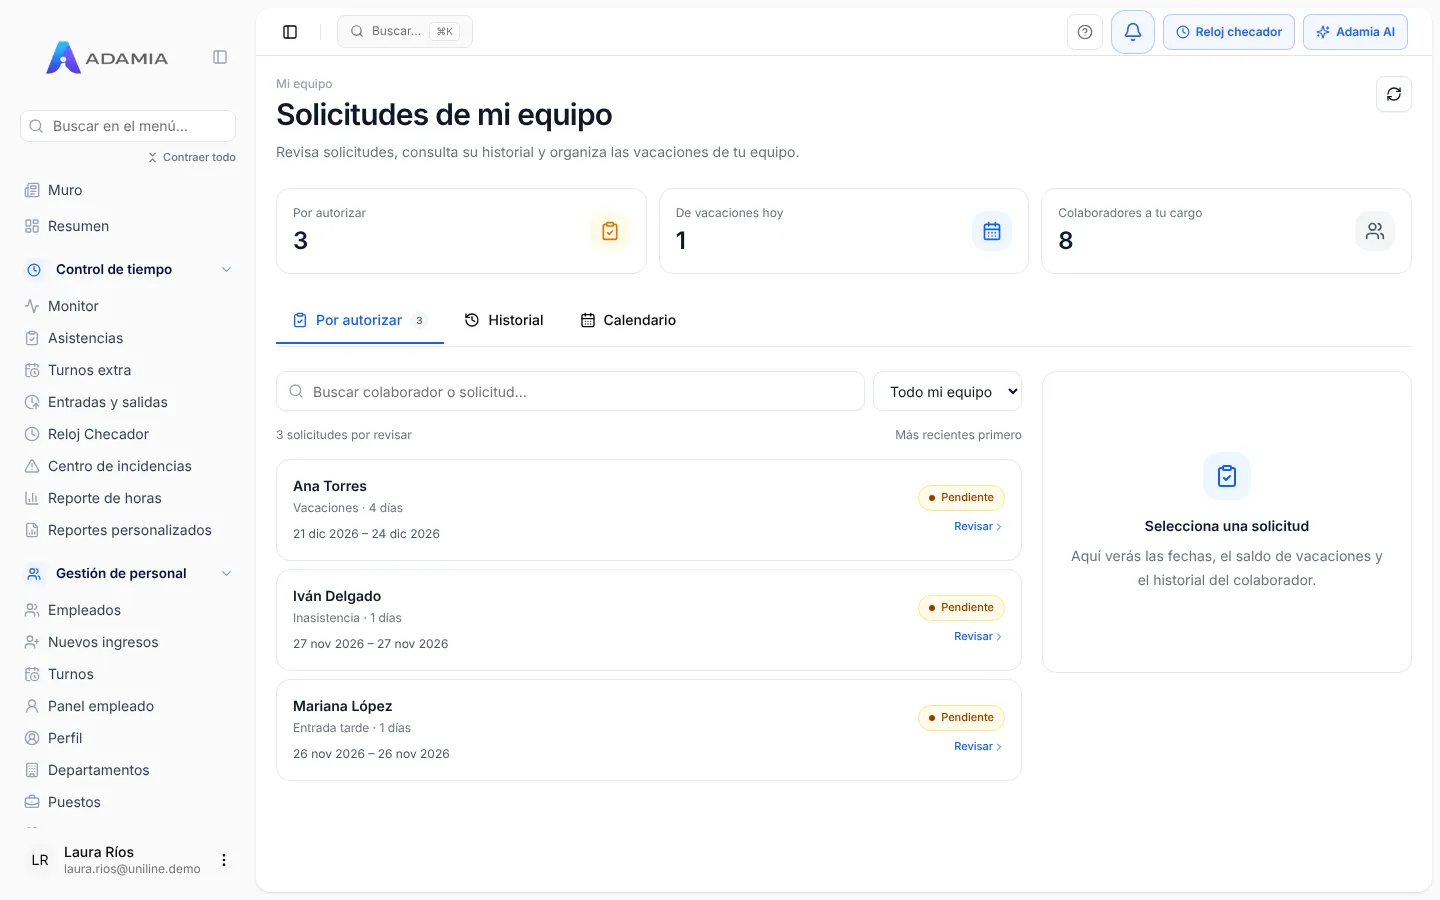 ADAMIA
Buscar en el menú...
Contraer todo
Muro
Resumen
Control de tiempo
Monitor
Asistencias
Turnos extra
Entradas y salidas
Reloj Checador
Centro de incidencias
Reporte de horas
Reportes personalizados
Gestión de personal
Empleados
Nuevos ingresos
Turnos
Panel empleado
Perfil
Departamentos
Puestos
LR
Laura Ríos
laura.rios@uniline.demo
Buscar... ⌘K
Reloj checador
Adamia AI
Mi equipo
Solicitudes de mi equipo
Revisa solicitudes, consulta su historial y organiza las vacaciones de tu equipo.
Por autorizar
3
De vacaciones hoy
1
Colaboradores a tu cargo
8
Por autorizar 3
Historial
Calendario
Buscar colaborador o solicitud...
Todo mi equipo
3 solicitudes por revisar
Más recientes primero
Ana Torres
Vacaciones · 4 días
21 dic 2026 – 24 dic 2026
Pendiente
Revisar
Iván Delgado
Inasistencia · 1 días
27 nov 2026 – 27 nov 2026
Pendiente
Revisar
Mariana López
Entrada tarde · 1 días
26 nov 2026 – 26 nov 2026
Pendiente
Revisar
Selecciona una solicitud
Aquí verás las fechas, el saldo de vacaciones y
el historial del colaborador.